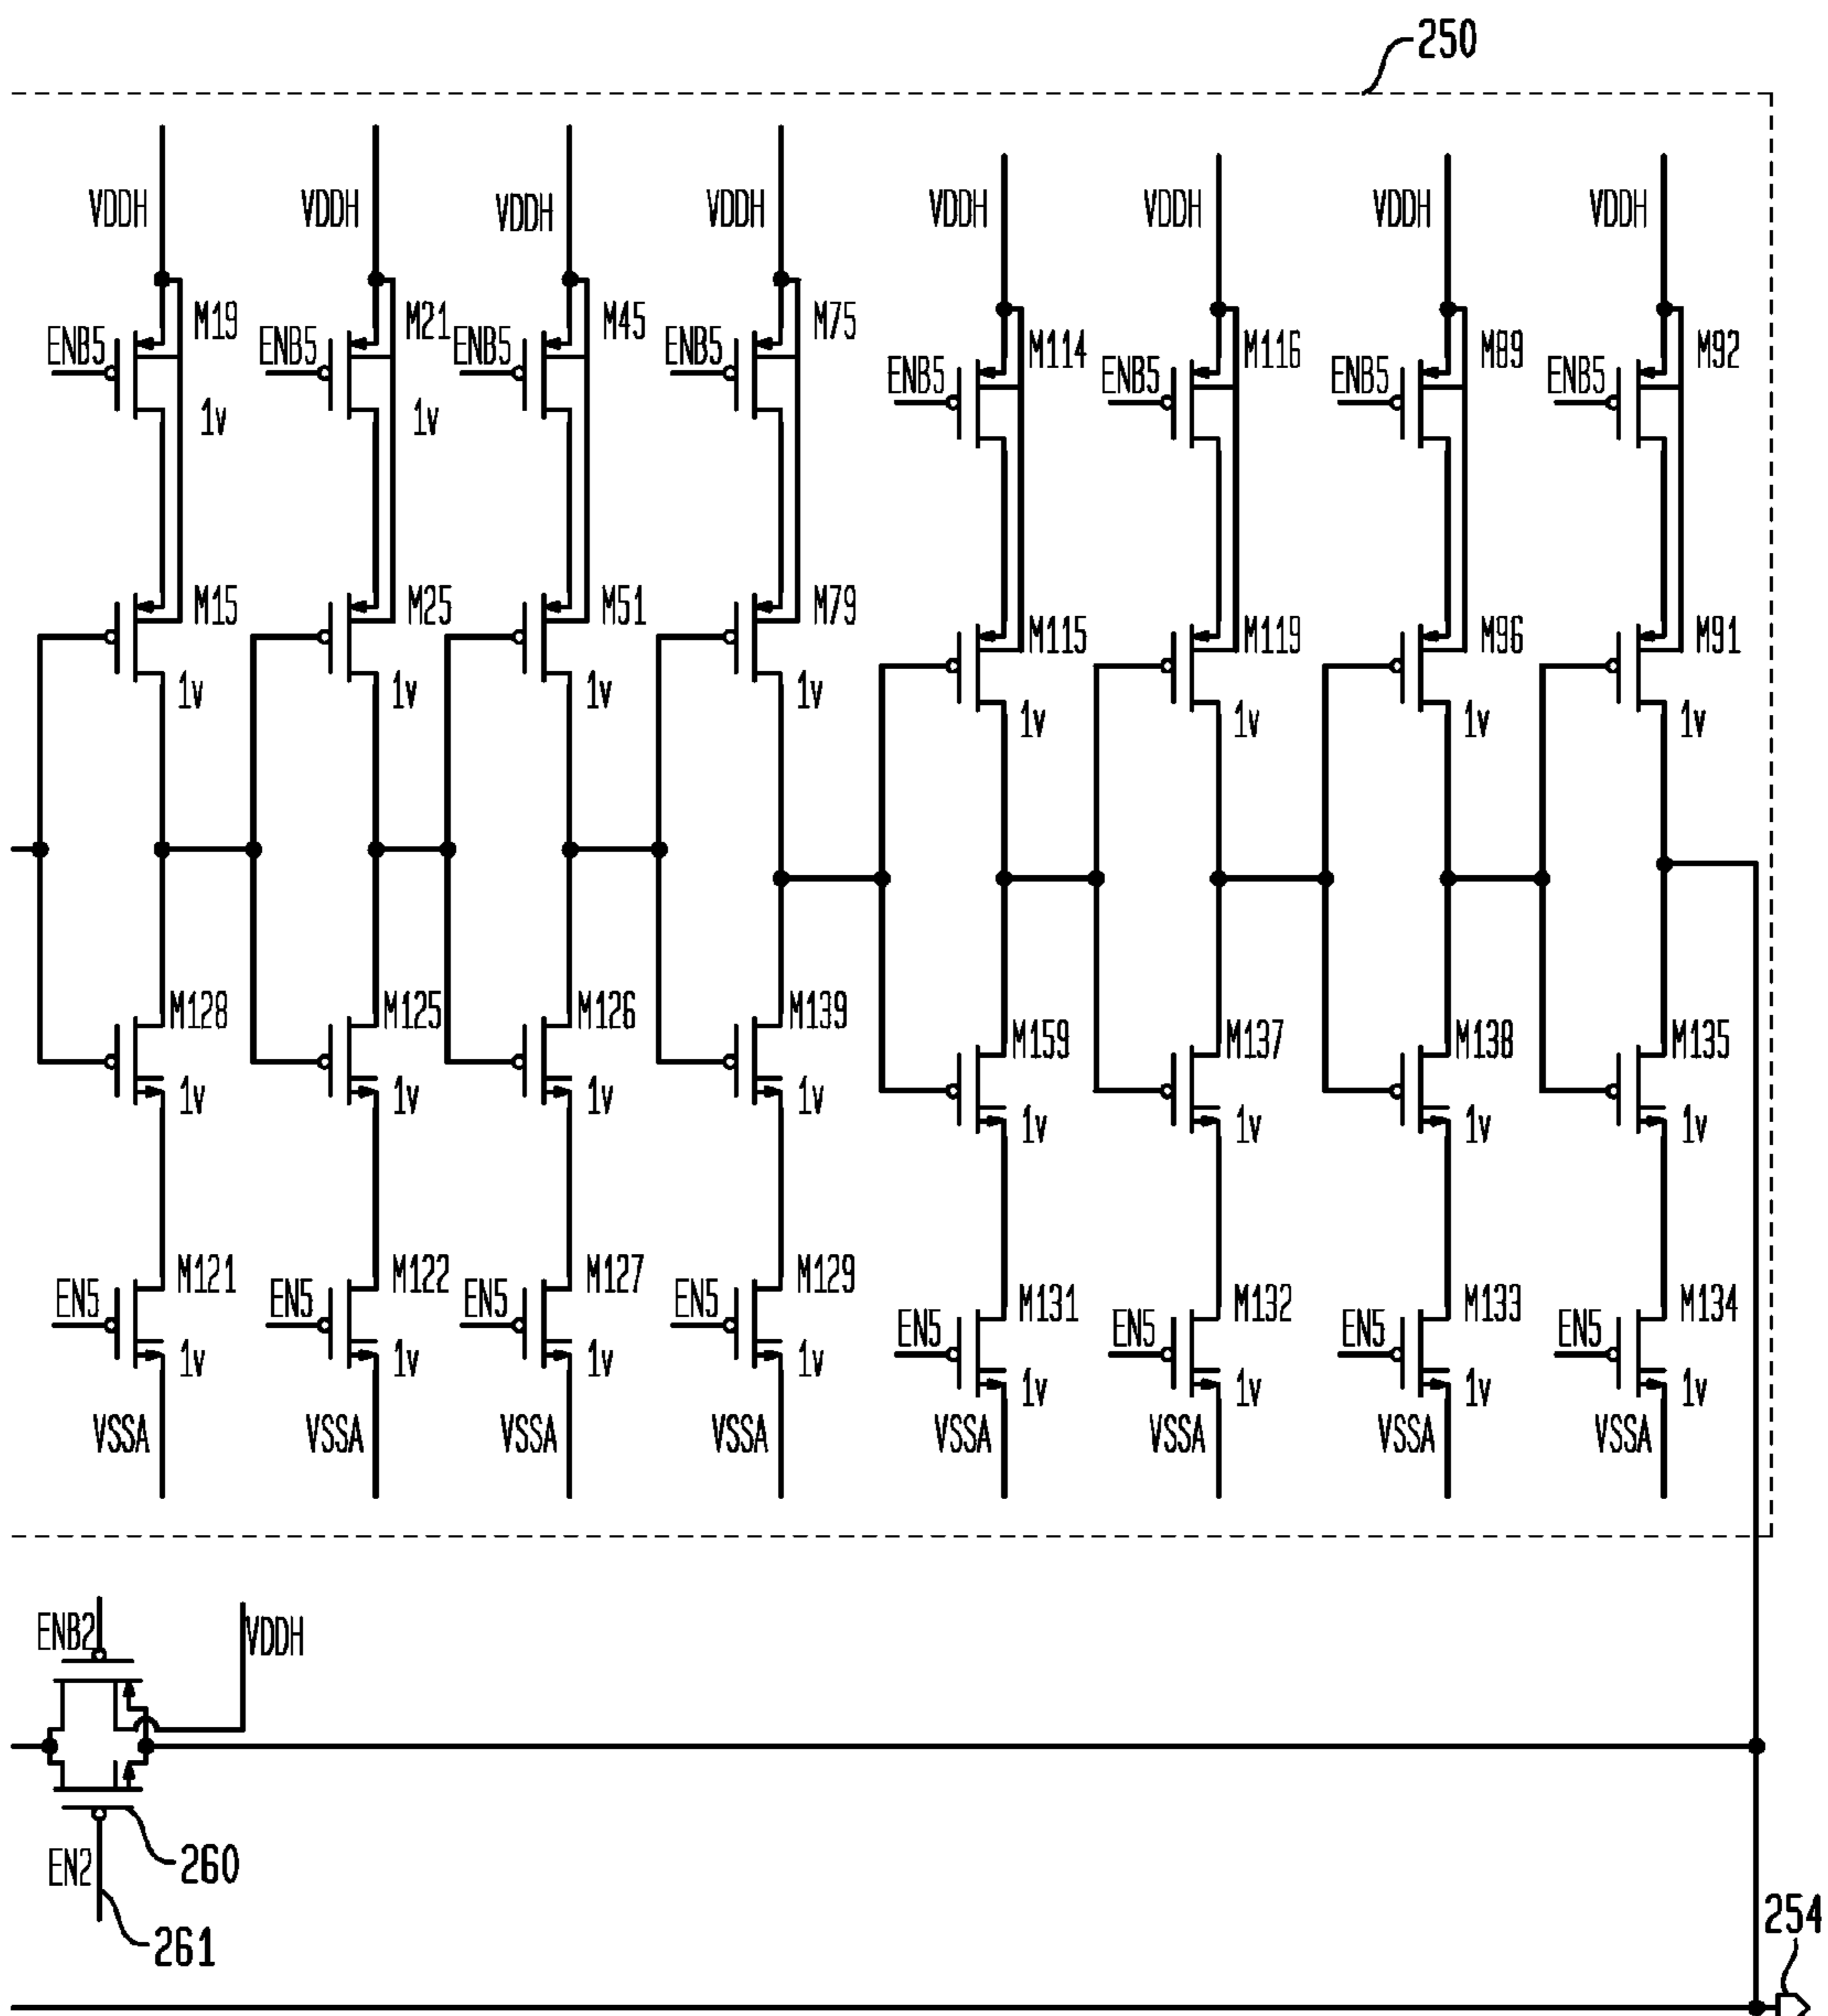 250
VDDH VDDH VDDH VDDH VDDH VDDH VDDH VDDH
M19 M21 M45 M75 M114 M116 M89 M92
ENB5 ENB5 ENB5 ENB5 ENB5 ENB5 ENB5 ENB5
1v 1v
M15 M25 M51 M79 M115 M119 M96 M91
1v 1v 1v 1v 1v 1v 1v 1v
M128 M125 M126 M139 M159 M137 M138 M135
1v 1v 1v 1v 1v 1v 1v 1v
M121 M122 M127 M129 M131 M132 M133 M134
EN5 EN5 EN5 EN5 EN5 EN5 EN5 EN5
1v 1v 1v 1v 1v 1v 1v 1v
VSSA VSSA VSSA VSSA VSSA VSSA VSSA VSSA
ENB2 VDDH
EN2 260
261
254